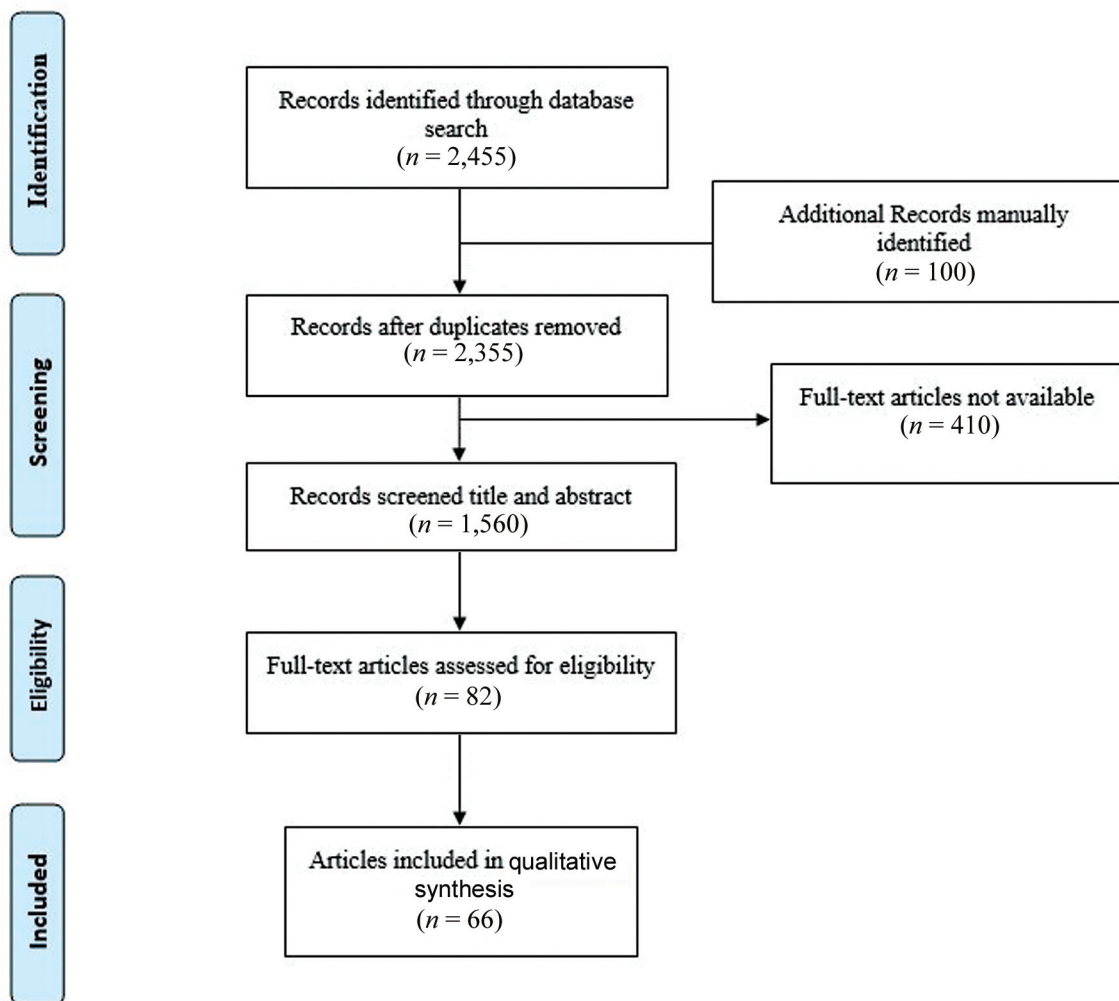 Identification
Records identified through database
search
(n = 2,455)
Additional Records manually
identified
(n = 100)
Screening
Records after duplicates removed
(n = 2,355)
Full-text articles not available
(n = 410)
Records screened title and abstract
(n = 1,560)
Eligibility
Full-text articles assessed for eligibility
(n = 82)
Included
Articles included in qualitative
synthesis
(n = 66)